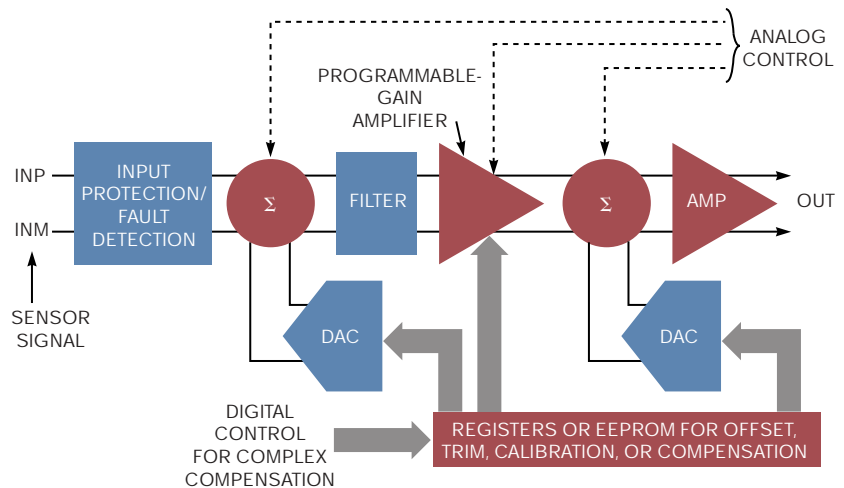 ANALOG
CONTROL
PROGRAMMABLE-
GAIN
AMPLIFIER
INP
INM
INPUT
PROTECTION/
FAULT
DETECTION
Σ
FILTER
Σ
AMP
OUT
SENSOR
SIGNAL
DAC
DAC
DIGITAL
CONTROL
FOR COMPLEX
COMPENSATION
REGISTERS OR EEPROM FOR OFFSET,
TRIM, CALIBRATION, OR COMPENSATION